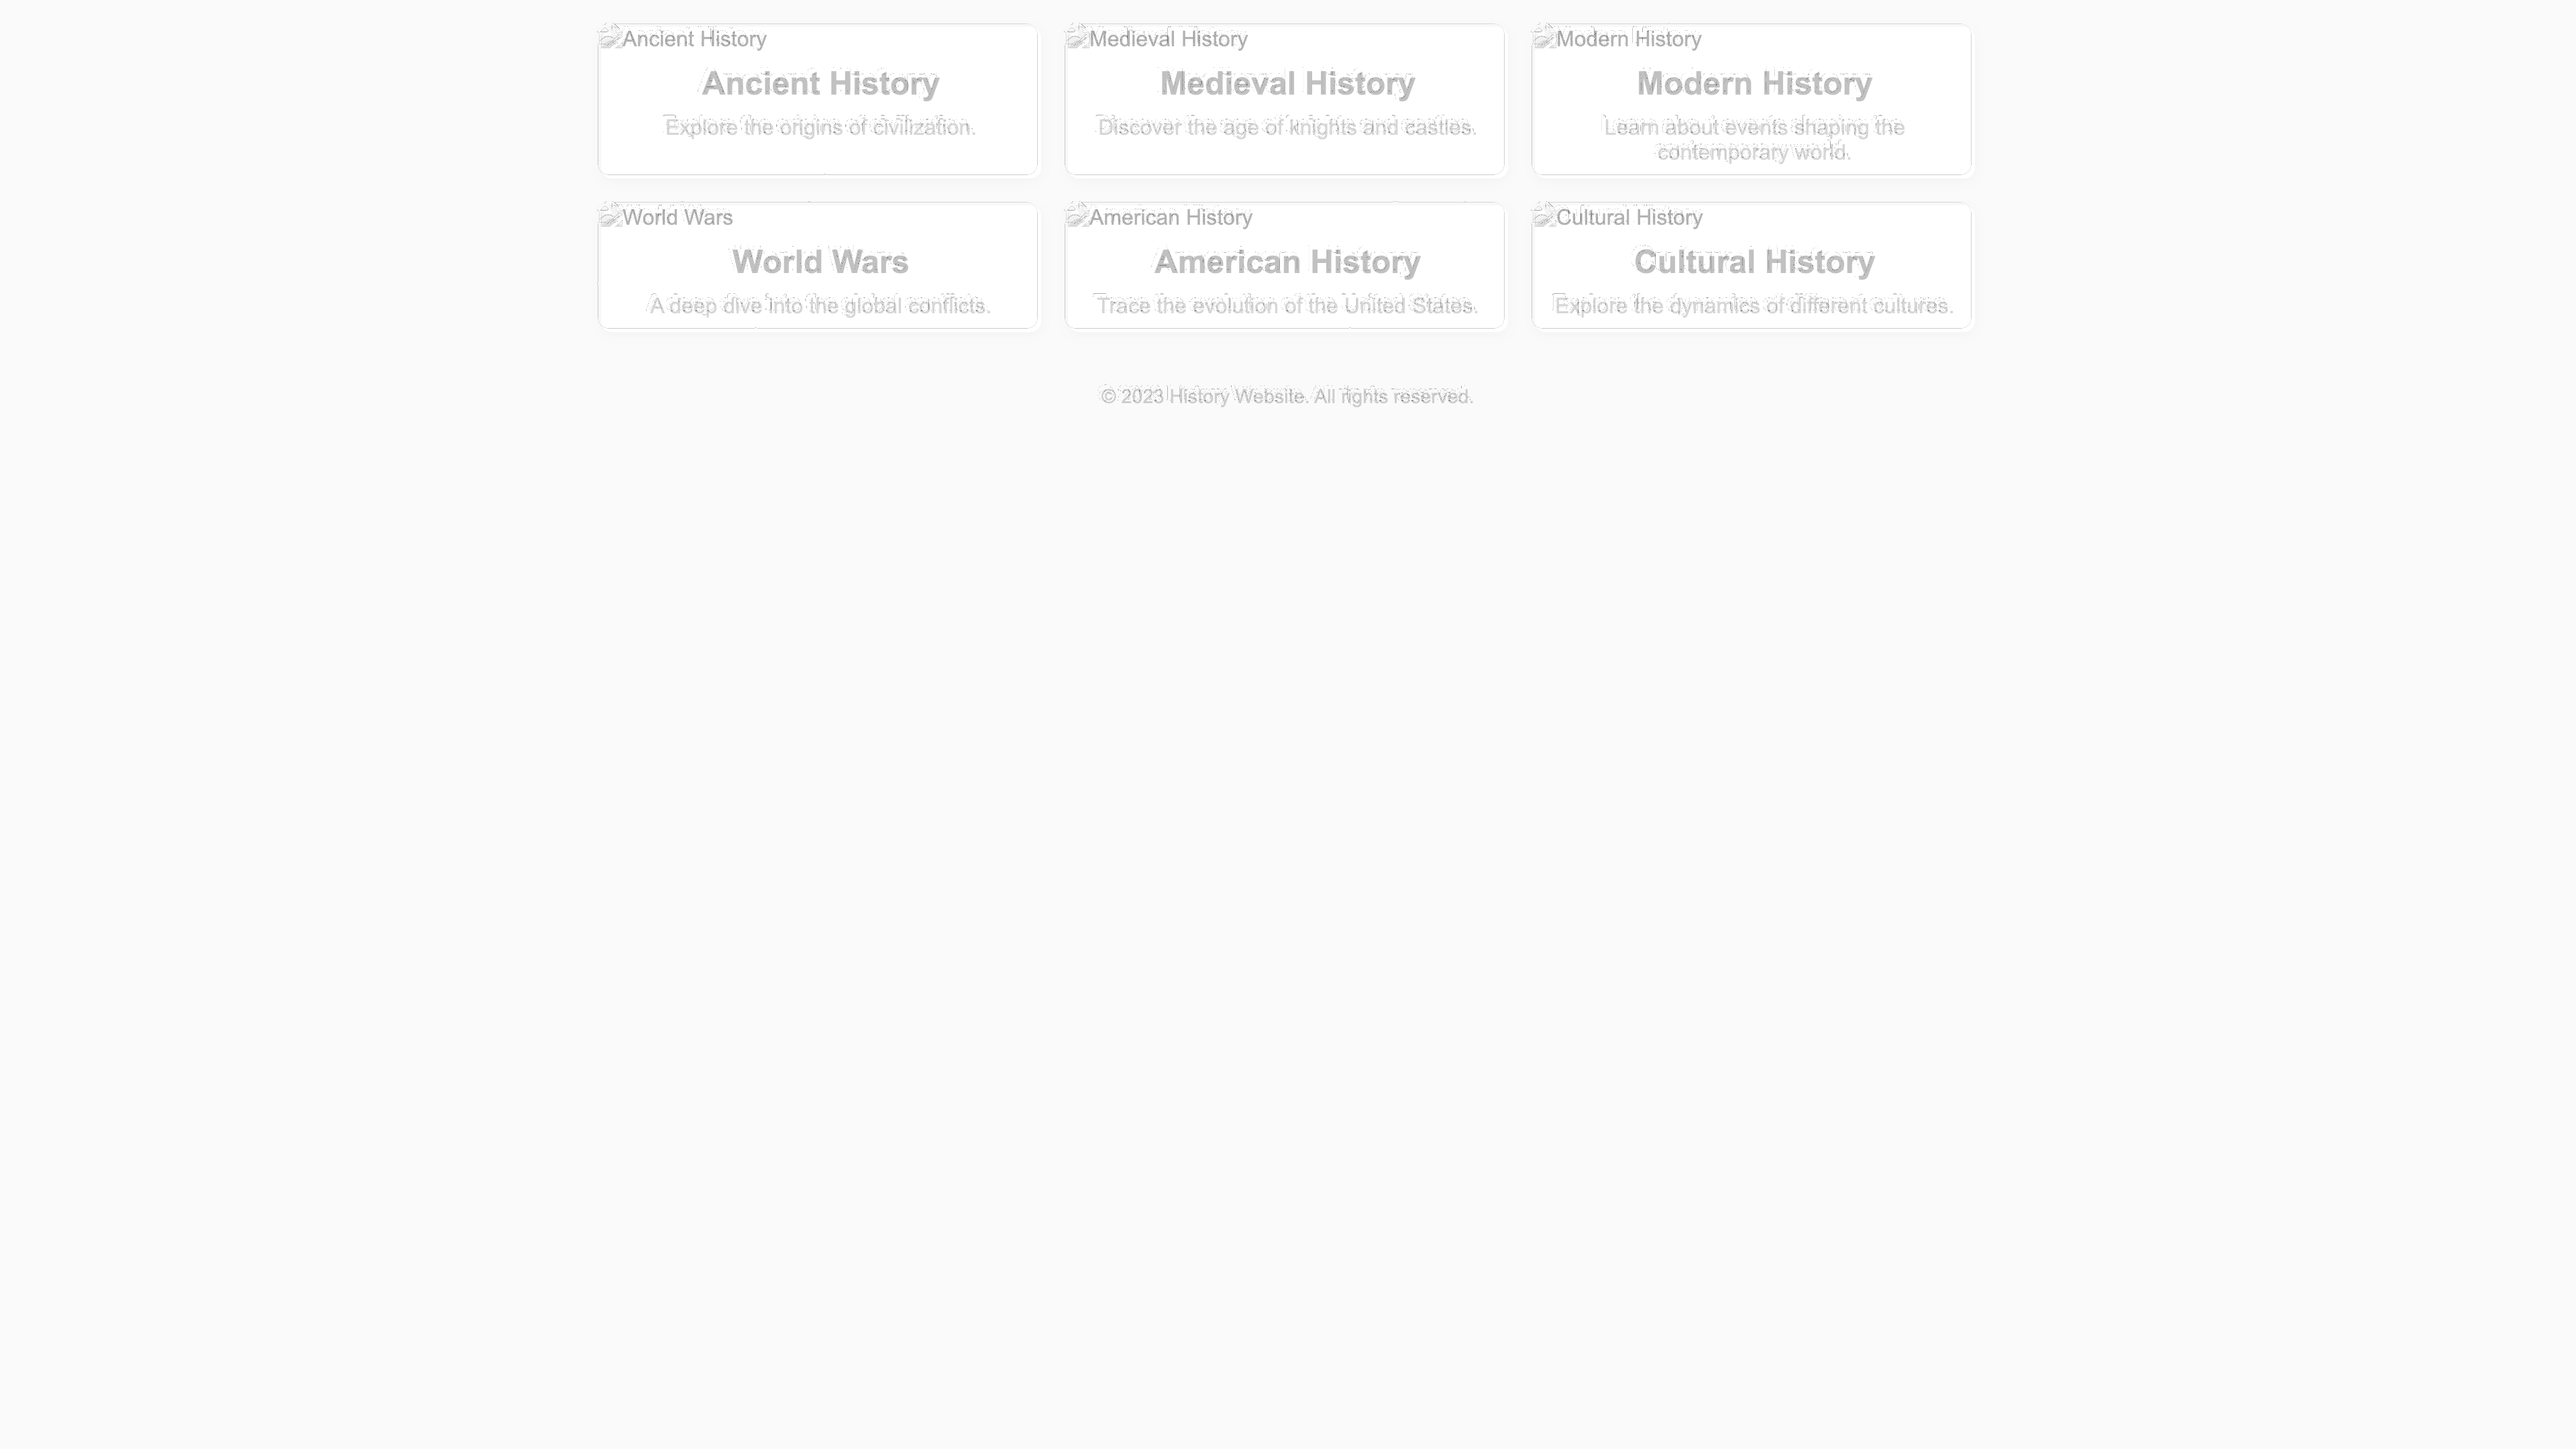 Ancient History
Ancient History
Explore the origins of civilization.
Medieval History
Medieval History
Discover the age of knights and castles.
Modern History
Modern History
Learn about events shaping the
contemporary world.
World Wars
World Wars
A deep dive into the global conflicts.
American History
American History
Trace the evolution of the United States.
Cultural History
Cultural History
Explore the dynamics of different cultures.
© 2023 History Website. All rights reserved.